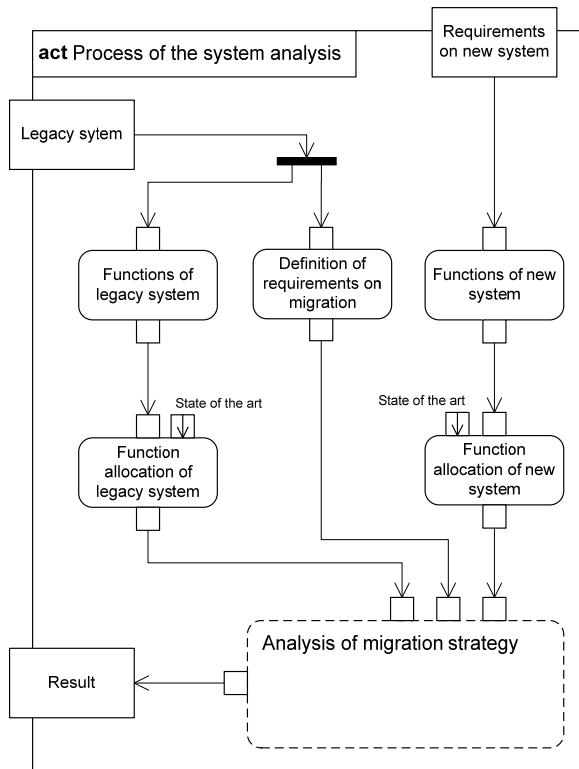 Requirements
on new system
act Process of the system analysis
Legacy sytem
Functions of
legacy system
Definition of
requirements on
migration
Functions of new
system
State of the art
State of the art
Function
allocation of
legacy system
Function
allocation of new
system
Analysis of migration strategy
Result